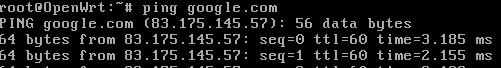 root@OpenWrt:~# ping google.com
PING google.com (83.175.145.57): 56 data bytes
64 bytes from 83.175.145.57: seq=0 ttl=60 time=3.185 ms
64 bytes from 83.175.145.57: seq=1 ttl=60 time=2.155 ms